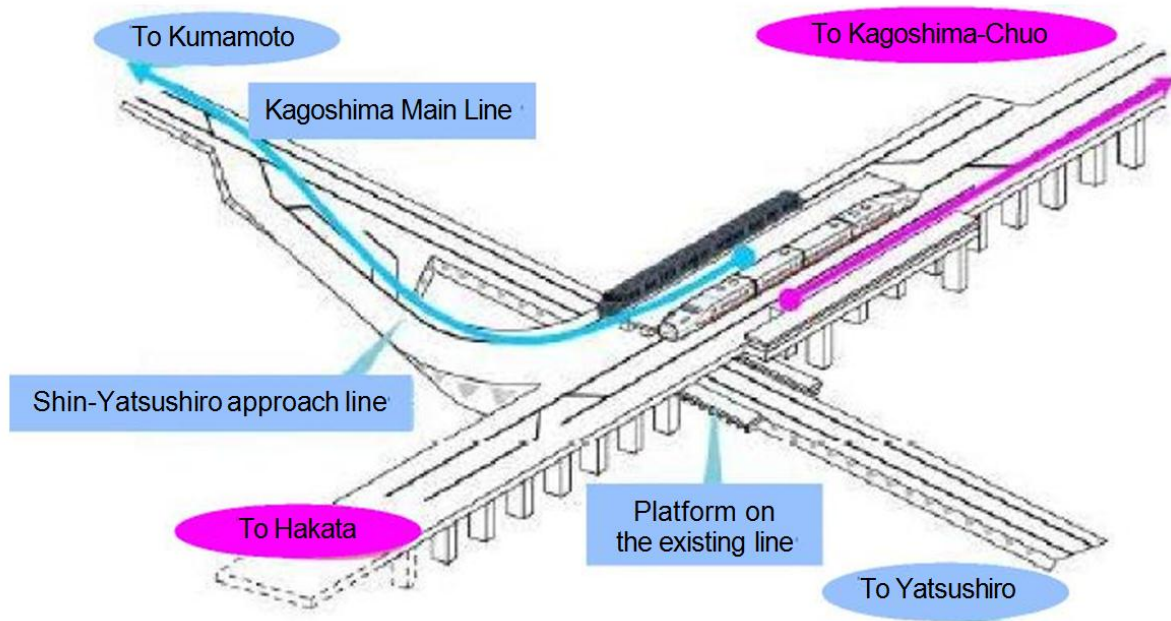 To Kumamoto
To Kagoshima-Chuo
Kagoshima Main Line
Shin-Yatsushiro approach line
To Hakata
Platform on
the existing line
To Yatsushiro